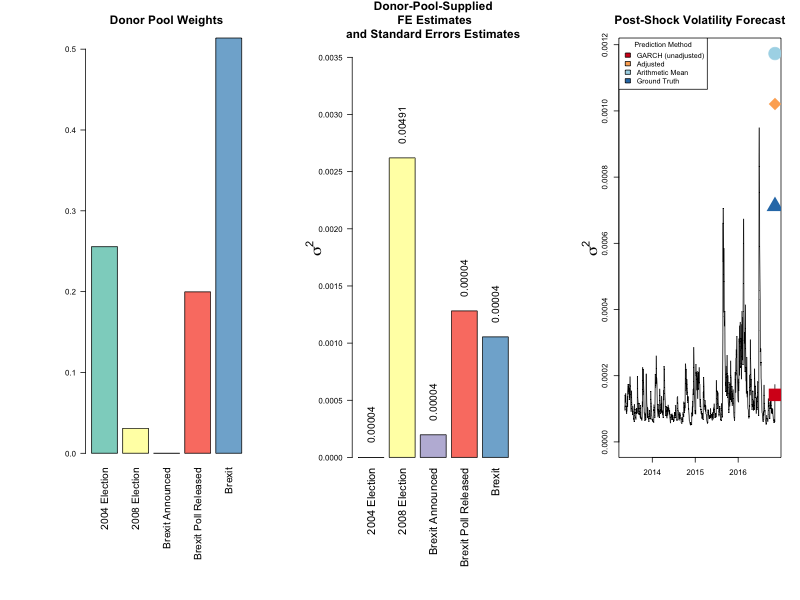 Donor Pool Weights
0.5
0.4
0.3
0.2
0.1
0.0
2004 Election
2008 Election
Brexit Announced
Brexit Poll Released
Brexit
Donor-Pool-Supplied
FE Estimates
and Standard Errors Estimates
σ2
0.0035
0.0030
0.0025
0.0020
0.0015
0.0010
0.0005
0.0000
0.00004
0.00491
0.00004
0.00004
0.00004
2004 Election
2008 Election
Brexit Announced
Brexit Poll Released
Brexit
Post-Shock Volatility Forecast
σ2
0.0012
0.0010
0.0008
0.0006
0.0004
0.0002
0.0000
Prediction Method
GARCH (unadjusted)
Adjusted
Arithmetic Mean
Ground Truth
2014 2015 2016